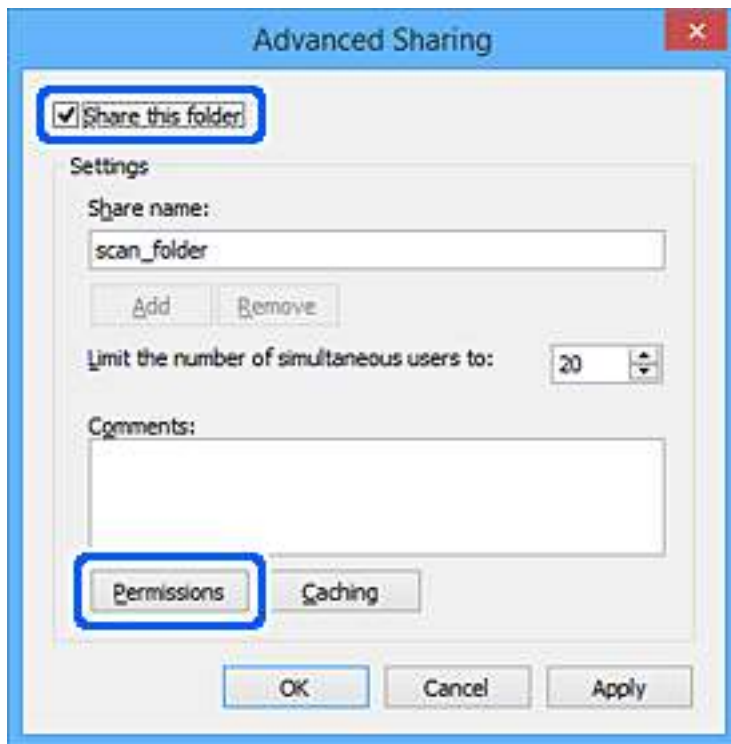 Advanced Sharing
Share this folder
Settings
Share name:
scan_folder
Add Remove
Limit the number of simultaneous users to: 20
Comments:
Permissions Caching
OK Cancel Apply